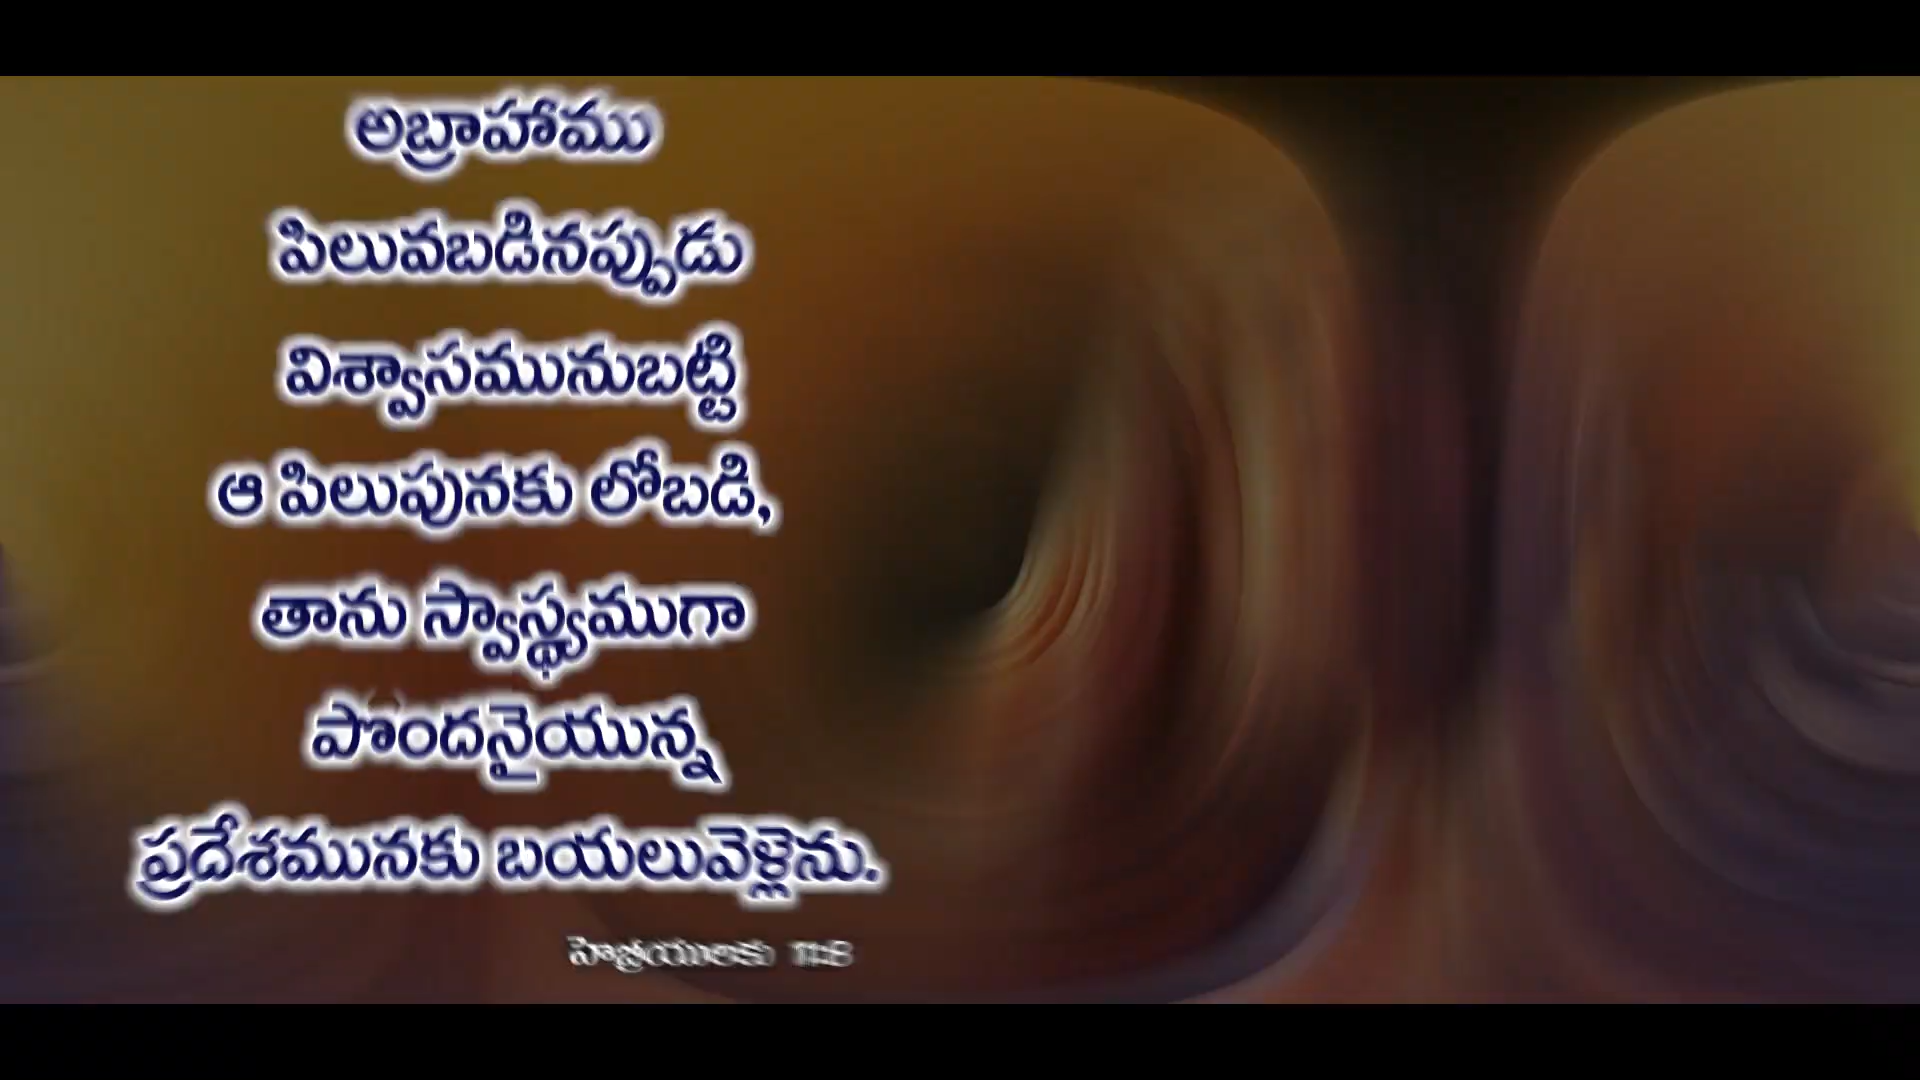 అబ్రాహాము
పిలువబడినప్పుడు
విశ్వాసమునుబట్టి
ఆ పిలుపునకు లోబడి,
తాను స్వాస్థ్యముగా
పొందనైయున్న
ప్రదేశమునకు బయలువెళ్లెను.
హెబ్రీయులకు 11:8